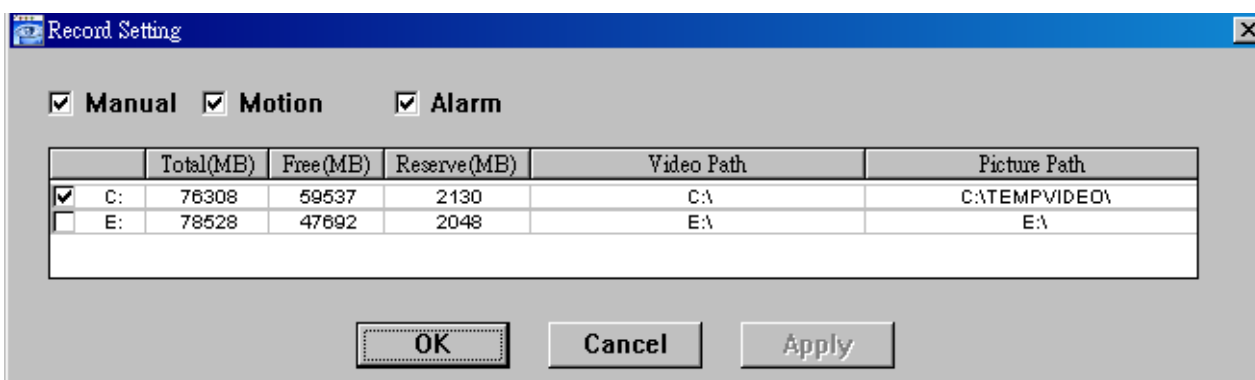 Record Setting
Manual Motion Alarm
Total(MB) Free(MB) Reserve(MB) Video Path Picture Path
C: 76308 59537 2130 C:\ C:\TEMPVIDEO\
E: 78528 47692 2048 E:\ E:\
OK Cancel Apply